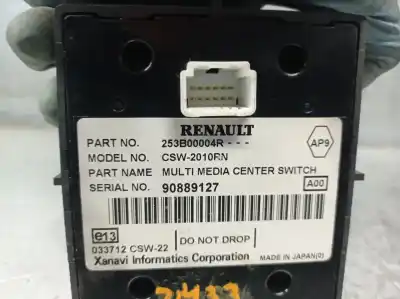 RENAULT
PART NO. 253B00004R - - -
AP9
MODEL NO. CSW-2010RN
PART NAME MULTI MEDIA CENTER SWITCH
SERIAL NO. 90889127
A00
e13
DO NOT DROP
033712 CSW-22
Xanavi Informatics Corporation MADE IN JAPAN(0)